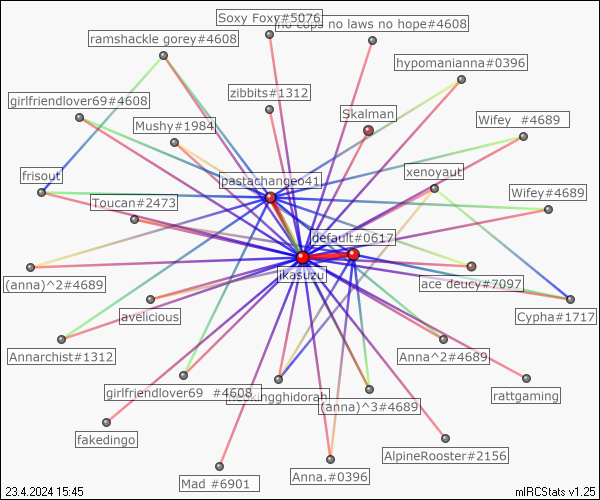 Soxy Foxy#5076
no cops no laws no hope#4608
ramshackle gorey#4608
hypomanianna#0396
zibbits#1312
girlfriendlover69#4608
Skalman
Mushy#1984
Wifey  #4689
xenoyaut
frisout
pastachangeo41
Toucan#2473
Wifey#4689
default#0617
jkasuzu
(anna)^2#4689
ace deucy#7097
avelicious
Cypha#1717
Annarchist#1312
Anna^2#4689
girlfriendlover69  #4608
rattgaming
(anna)^3#4689
fakedingo
AlpineRooster#2156
Mad #6901
Anna.#0396
23.4.2024 15:45
mIRCStats v1.25